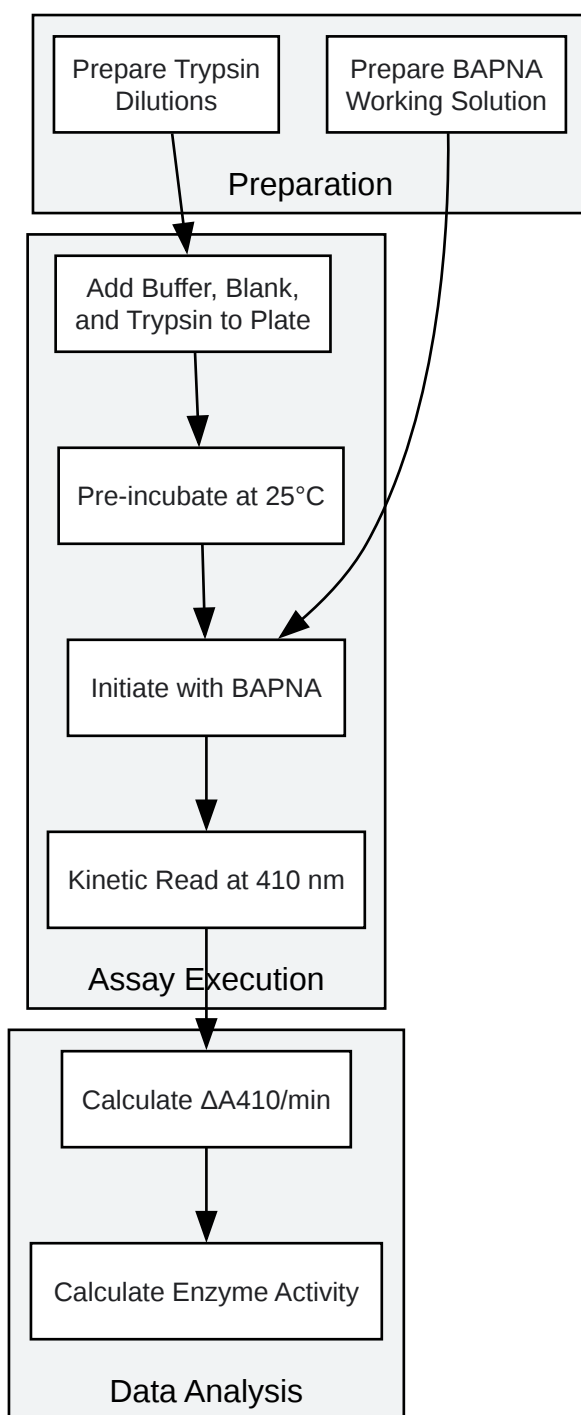 Prepare Trypsin
Dilutions
Prepare BAPNA
Working Solution
Preparation
Add Buffer, Blank,
and Trypsin to Plate
Pre-incubate at 25°C
Initiate with BAPNA
Kinetic Read at 410 nm
Assay Execution
Calculate ΔA410/min
Calculate Enzyme Activity
Data Analysis